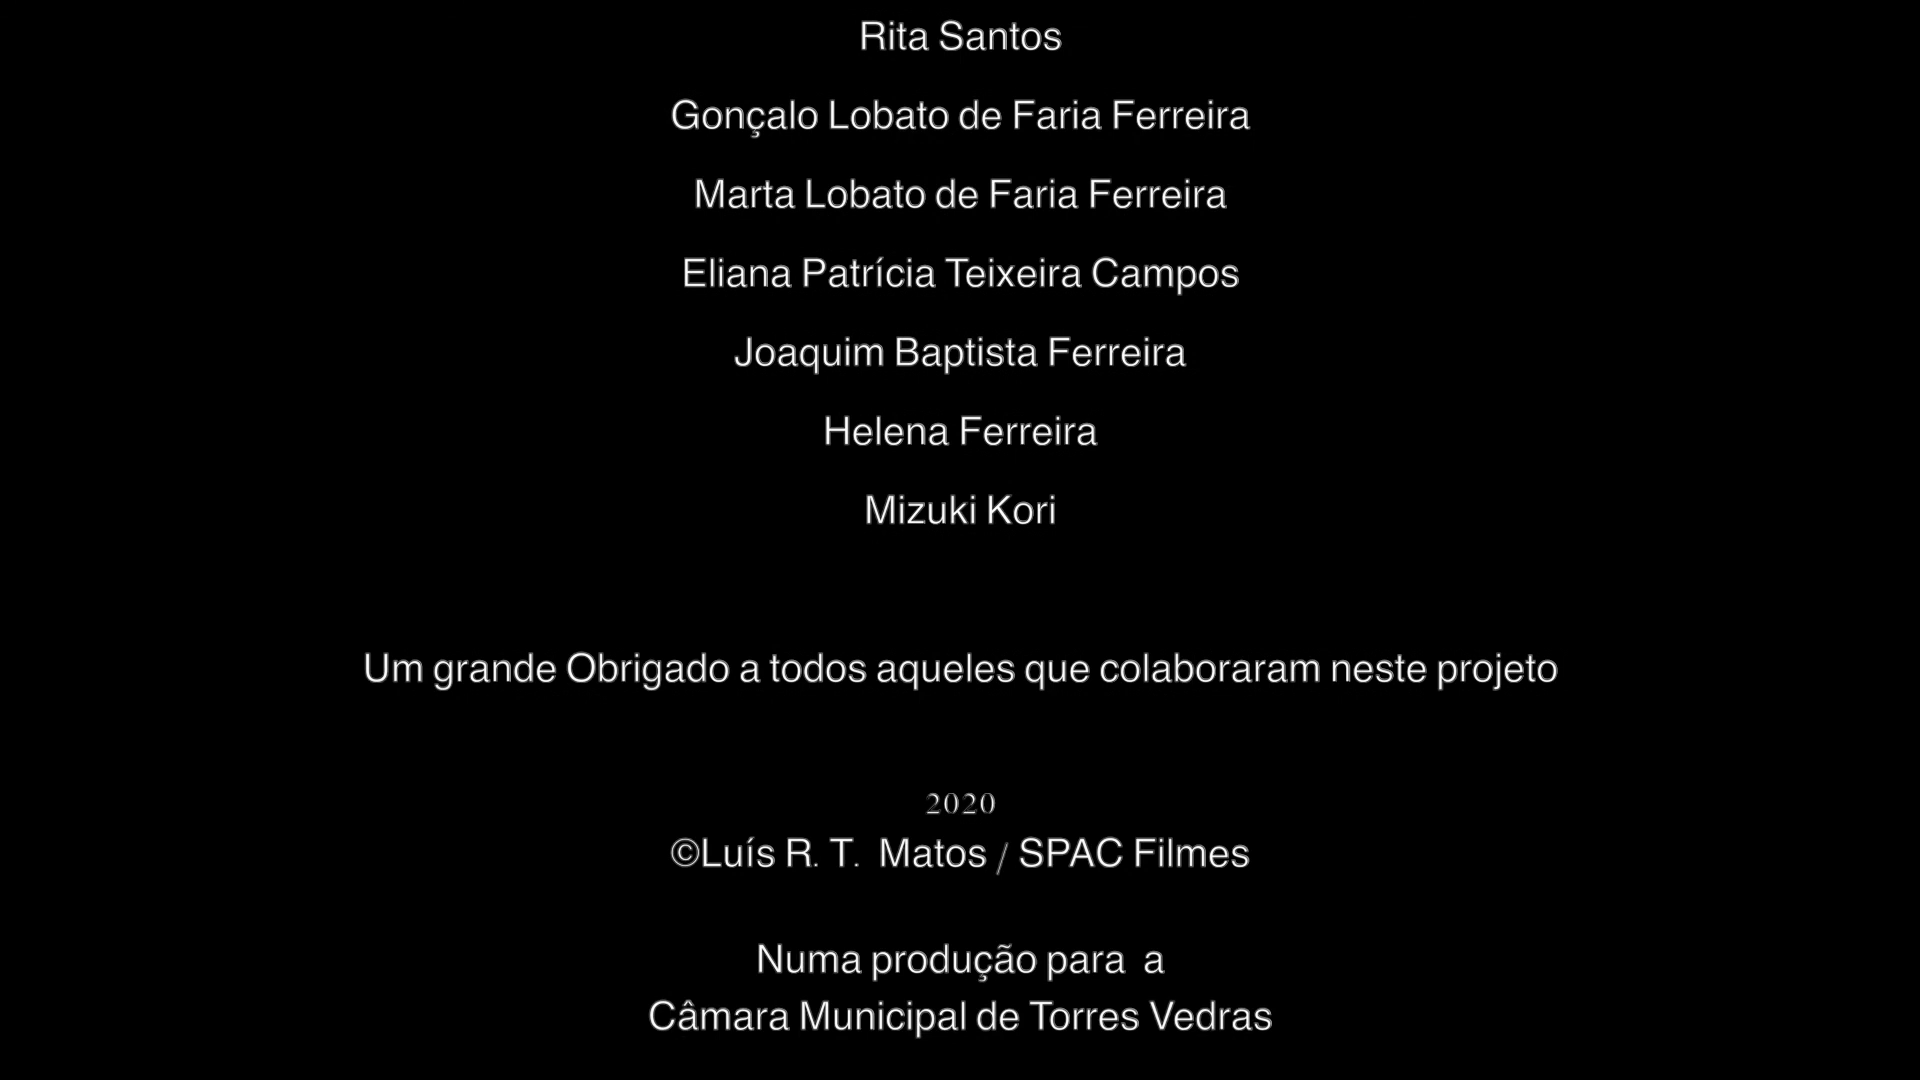 Rita Santos
Gonçalo Lobato de Faria Ferreira
Marta Lobato de Faria Ferreira
Eliana Patrícia Teixeira Campos
Joaquim Baptista Ferreira
Helena Ferreira
Mizuki Kori
Um grande Obrigado a todos aqueles que colaboraram neste projeto
2020
©Luís R. T.  Matos / SPAC Filmes
Numa produção para  a
Câmara Municipal de Torres Vedras